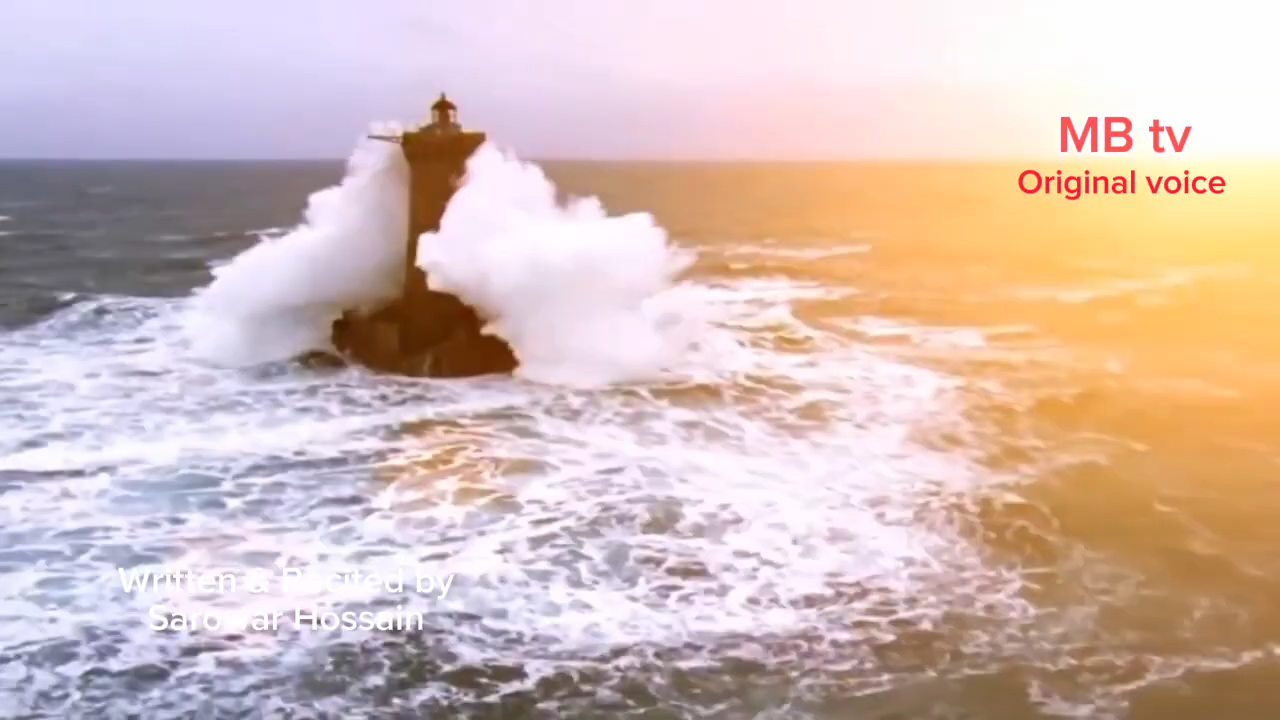 MB tv
Original voice
Written & Recited by
Sarowar Hossain